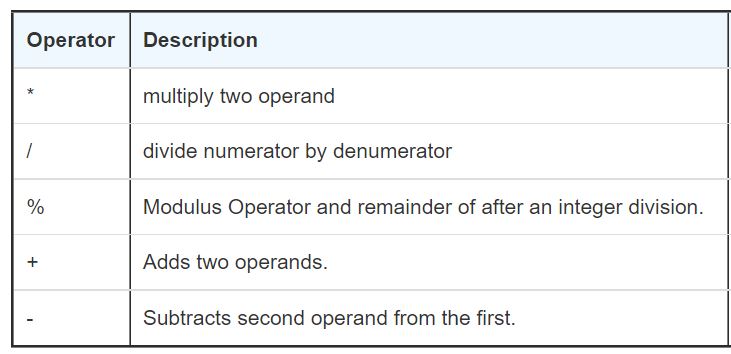 Operator Description
* multiply two operand
/ divide numerator by denumerator
% Modulus Operator and remainder of after an integer division.
+ Adds two operands.
- Subtracts second operand from the first.